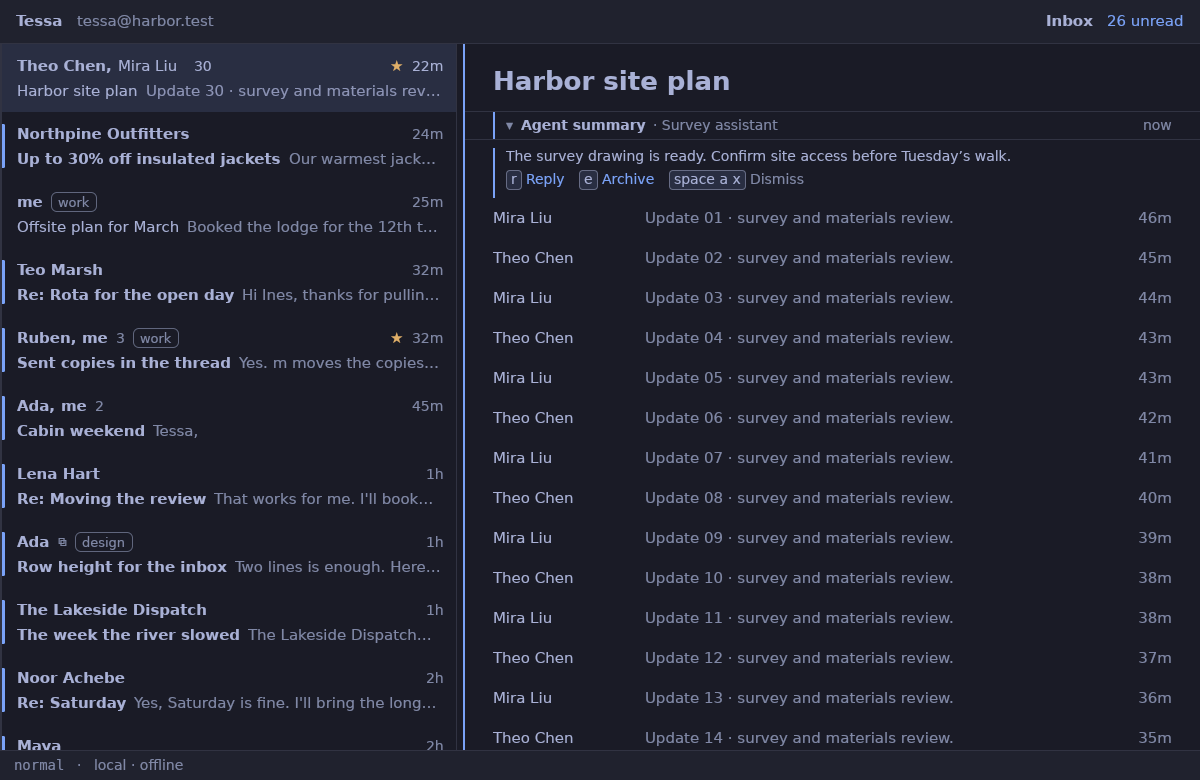 Tessa tessa@harbor.test
Inbox 26 unread
Theo Chen, Mira Liu 30 ★ 22m
Harbor site plan Update 30 · survey and materials rev…
Northpine Outfitters 24m
Up to 30% off insulated jackets Our warmest jack…
me work 25m
Offsite plan for March Booked the lodge for the 12th t…
Teo Marsh 32m
Re: Rota for the open day Hi Ines, thanks for pullin…
Ruben, me 3 work ★ 32m
Sent copies in the thread Yes. m moves the copies…
Ada, me 2 45m
Cabin weekend Tessa,
Lena Hart 1h
Re: Moving the review That works for me. I'll book…
Ada design 1h
Row height for the inbox Two lines is enough. Here…
The Lakeside Dispatch 1h
The week the river slowed The Lakeside Dispatch…
Noor Achebe 2h
Re: Saturday Yes, Saturday is fine. I'll bring the long…
Maya 2h
Harbor site plan
▾ Agent summary · Survey assistant now
The survey drawing is ready. Confirm site access before Tuesday’s walk.
r Reply e Archive space a x Dismiss
Mira Liu Update 01 · survey and materials review. 46m
Theo Chen Update 02 · survey and materials review. 45m
Mira Liu Update 03 · survey and materials review. 44m
Theo Chen Update 04 · survey and materials review. 43m
Mira Liu Update 05 · survey and materials review. 43m
Theo Chen Update 06 · survey and materials review. 42m
Mira Liu Update 07 · survey and materials review. 41m
Theo Chen Update 08 · survey and materials review. 40m
Mira Liu Update 09 · survey and materials review. 39m
Theo Chen Update 10 · survey and materials review. 38m
Mira Liu Update 11 · survey and materials review. 38m
Theo Chen Update 12 · survey and materials review. 37m
Mira Liu Update 13 · survey and materials review. 36m
Theo Chen Update 14 · survey and materials review. 35m
normal · local · offline